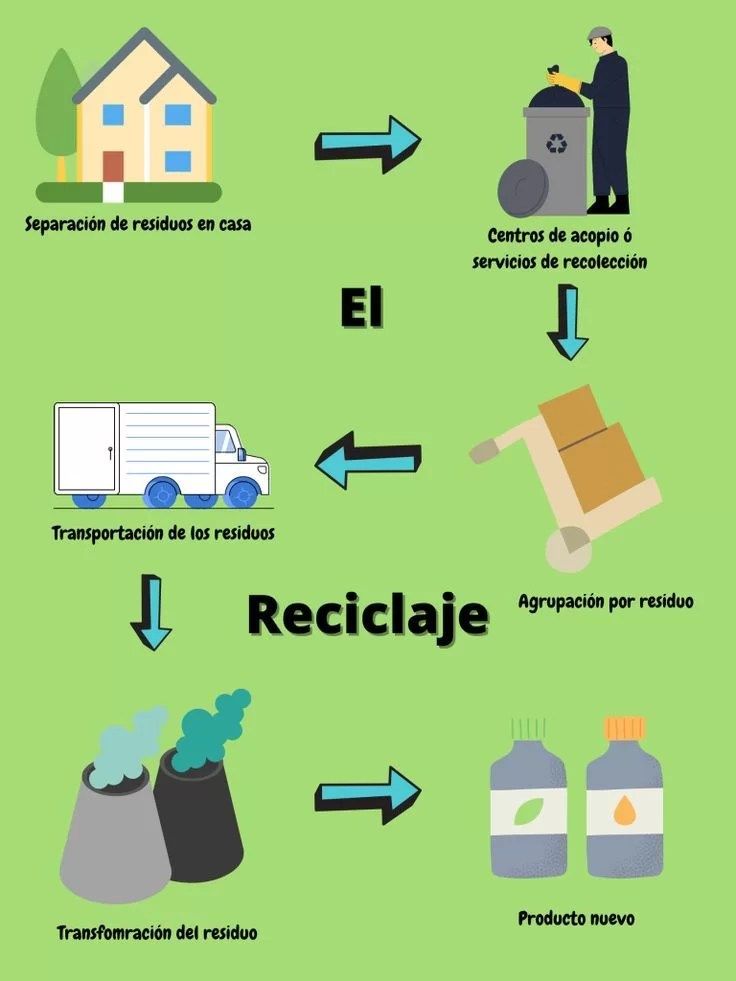 Separación de residuos en casa
Centros de acopio ó
servicios de recolección
El
Transportación de los residuos
Agrupación por residuo
Reciclaje
Transfomración del residuo
Producto nuevo